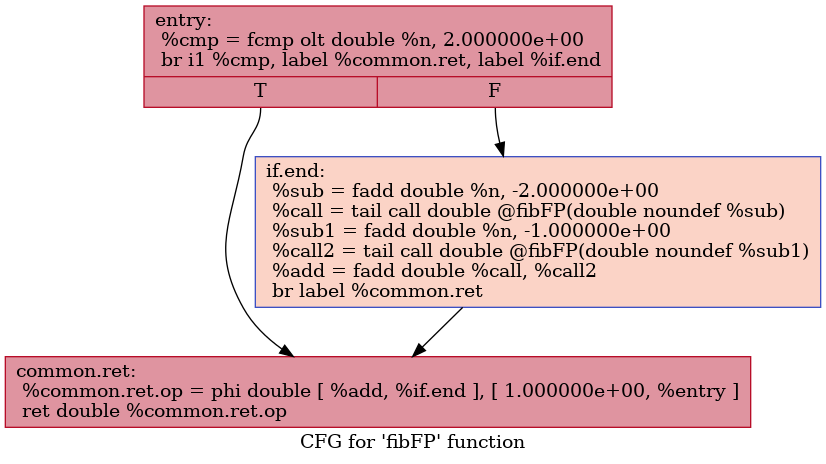 entry:
%cmp = fcmp olt double %n, 2.000000e+00
br i1 %cmp, label %common.ret, label %if.end
T
F
if.end:
%sub = fadd double %n, -2.000000e+00
%call = tail call double @fibFP(double noundef %sub)
%sub1 = fadd double %n, -1.000000e+00
%call2 = tail call double @fibFP(double noundef %sub1)
%add = fadd double %call, %call2
br label %common.ret
common.ret:
%common.ret.op = phi double [ %add, %if.end ], [ 1.000000e+00, %entry ]
ret double %common.ret.op
CFG for 'fibFP' function